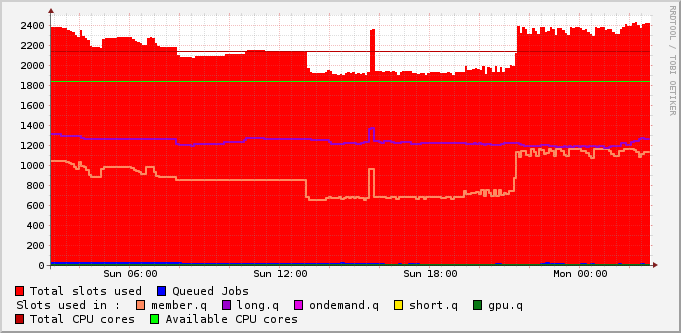 2400
2200
2000
1800
1600
1400
1200
1000
800
600
400
200
0
Sun 06:00 Sun 12:00 Sun 18:00 Mon 00:00
Total slots used Queued Jobs
Slots used in : member.q long.q ondemand.q short.q gpu.q
Total CPU cores Available CPU cores
RRDTOOL / TOBI OETIKER